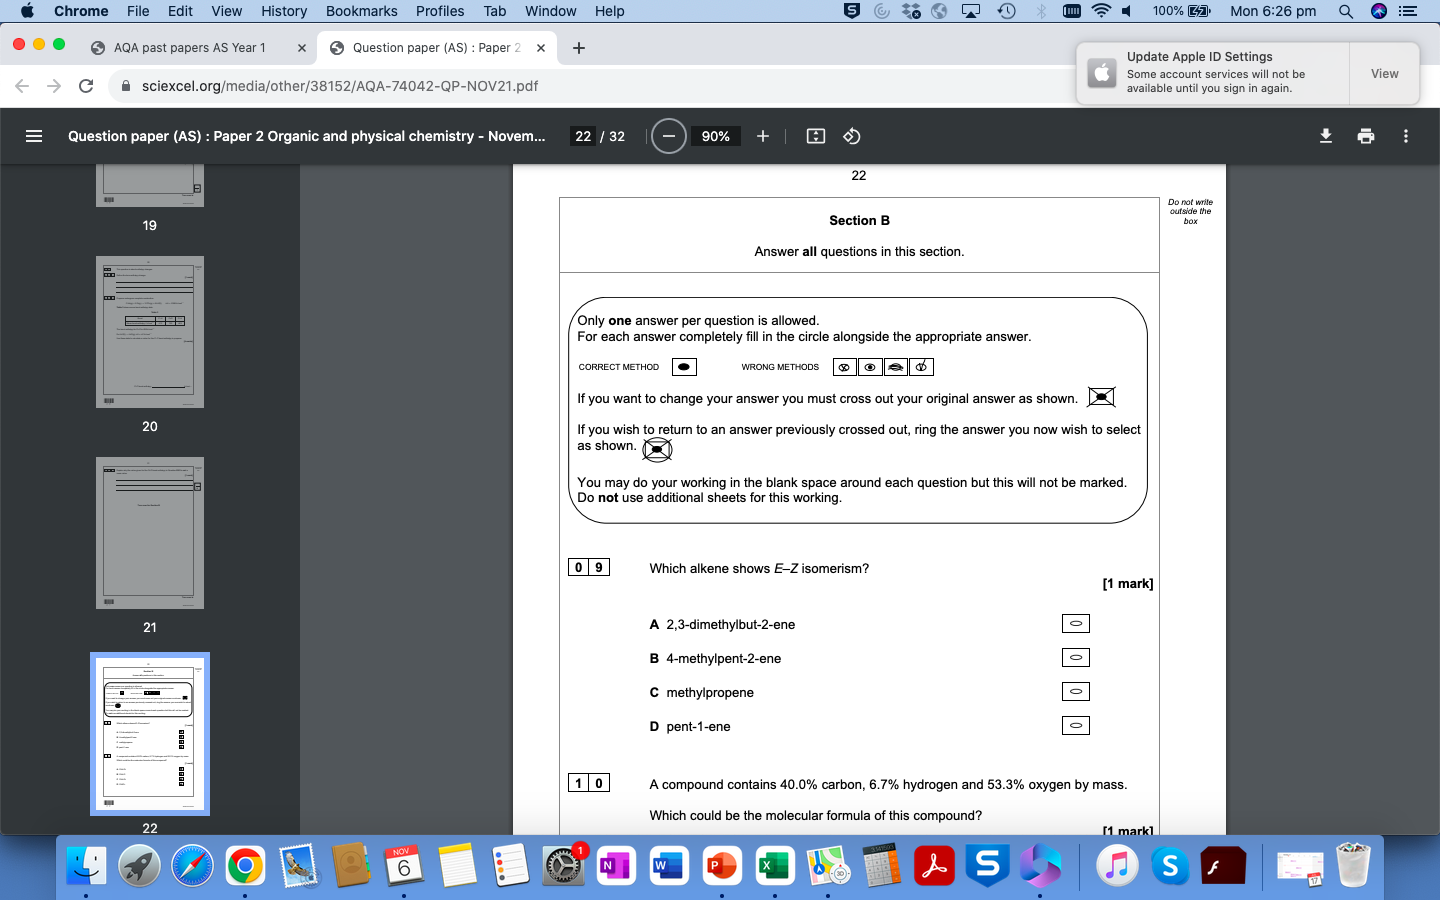 Chrome File Edit View History Bookmarks Profiles Tab Window Help 100% Mon 6:26 pm
AQA past papers AS Year 1
Question paper (AS) : Paper 2
sciexcel.org/media/other/38152/AQA-74042-QP-NOV21.pdf
Update Apple ID Settings
Some account services will not be
available until you sign in again.
View
Question paper (AS) : Paper 2 Organic and physical chemistry - Novem... 22 / 32 90%
19
20
21
22
22
Do not write
outside the
box
Section B
Answer all questions in this section.
Only one answer per question is allowed.
For each answer completely fill in the circle alongside the appropriate answer.
CORRECT METHOD WRONG METHODS
If you want to change your answer you must cross out your original answer as shown.
If you wish to return to an answer previously crossed out, ring the answer you now wish to select
as shown.
You may do your working in the blank space around each question but this will not be marked.
Do not use additional sheets for this working.
0 9 Which alkene shows E–Z isomerism?
[1 mark]
A 2,3-dimethylbut-2-ene
B 4-methylpent-2-ene
C methylpropene
D pent-1-ene
1 0 A compound contains 40.0% carbon, 6.7% hydrogen and 53.3% oxygen by mass.
Which could be the molecular formula of this compound?
[1 mark]
NOV
6
1
N
W
P
X
3D
S
S
17